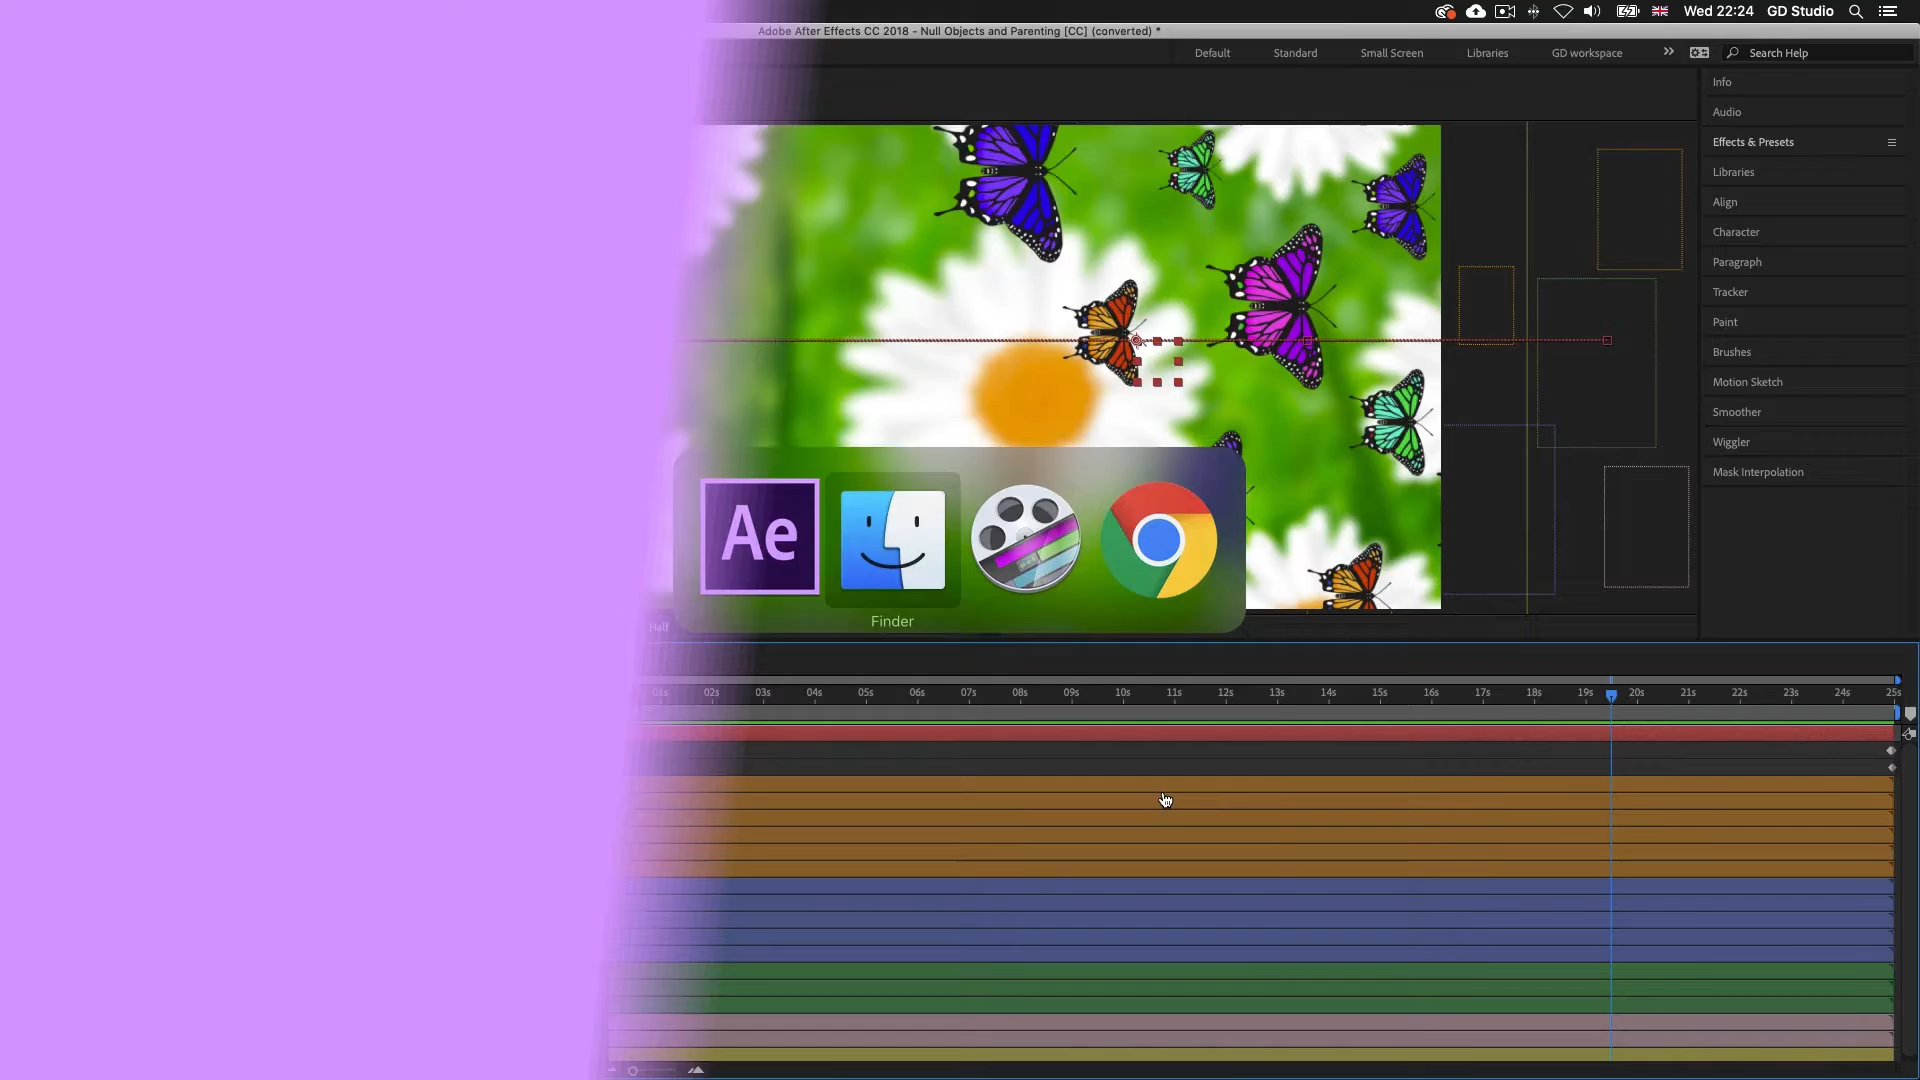 Wed 22:24 GD Studio
Adobe After Effects CC 2018 - Null Objects and Parenting [CC] (converted) *
Default Standard Small Screen Libraries GD workspace Search Help
Info
Audio
Effects & Presets
Libraries
Align
Character
Paragraph
Tracker
Paint
Brushes
Motion Sketch
Smoother
Wiggler
Mask Interpolation
Ae
Finder
Half
01s 02s 03s 04s 05s 06s 07s 08s 09s 10s 11s 12s 13s 14s 15s 16s 17s 18s 19s 20s 21s 22s 23s 24s 25s